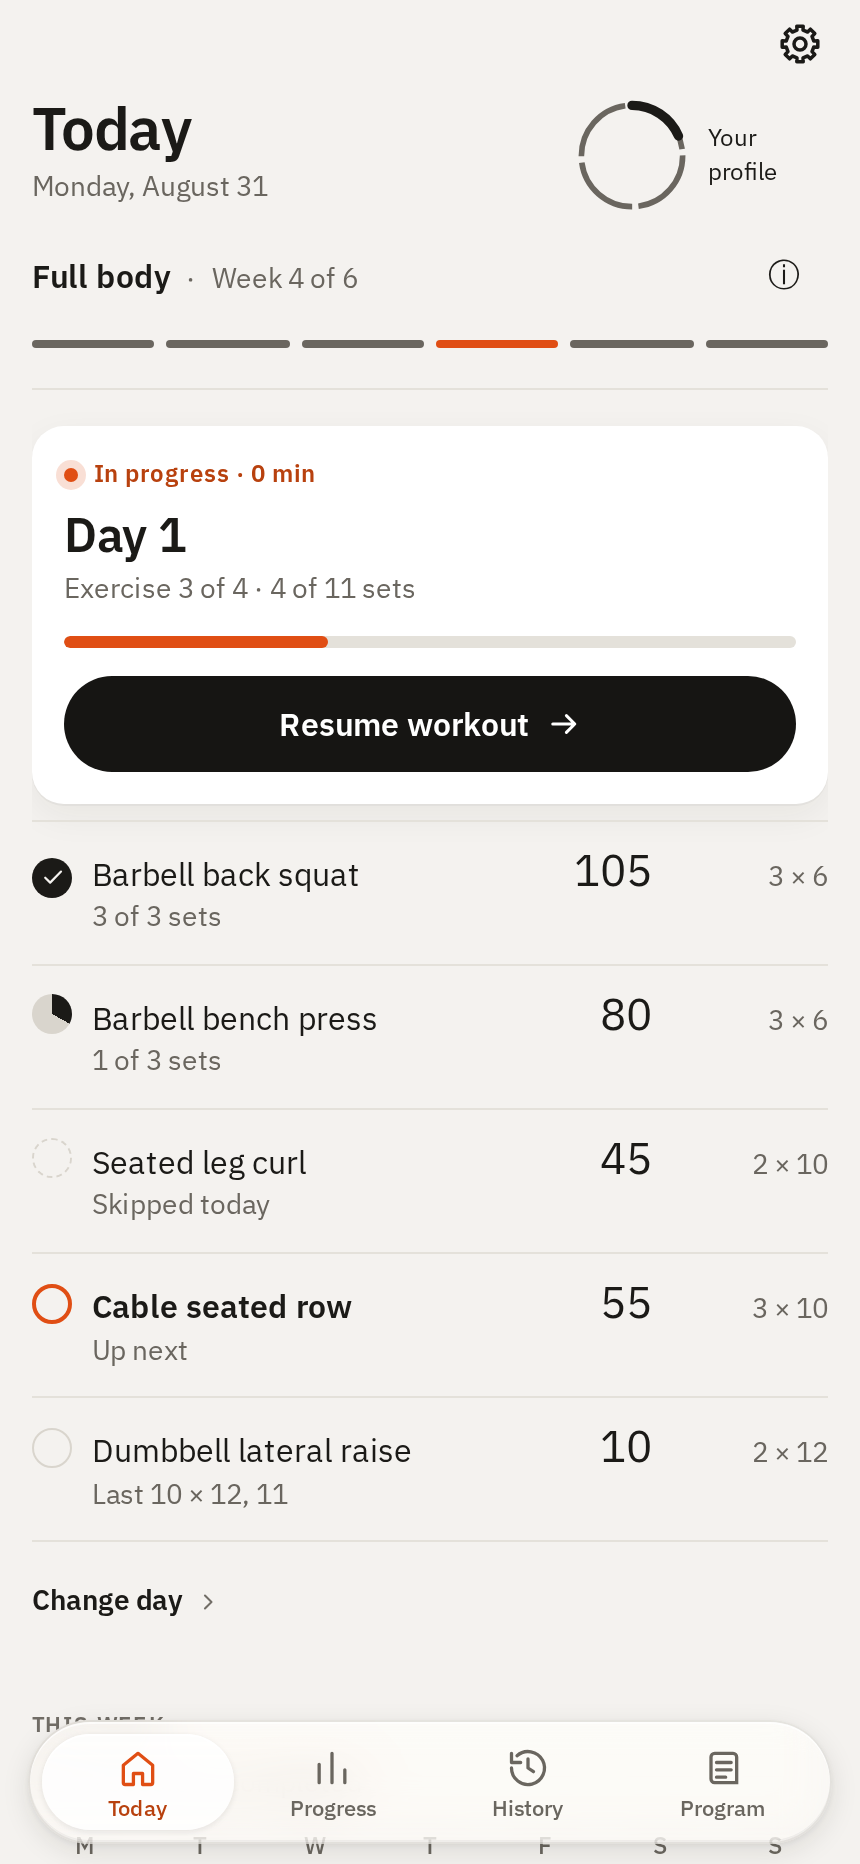 Today
Monday, August 31
Your
profile
Full body · Week 4 of 6
In progress · 0 min
Day 1
Exercise 3 of 4 · 4 of 11 sets
Resume workout →
Barbell back squat 105 3 × 6
3 of 3 sets
Barbell bench press 80 3 × 6
1 of 3 sets
Seated leg curl 45 2 × 10
Skipped today
Cable seated row 55 3 × 10
Up next
Dumbbell lateral raise 10 2 × 12
Last 10 × 12, 11
Change day
THIS WEEK
Today Progress History Program
M T W T F S S